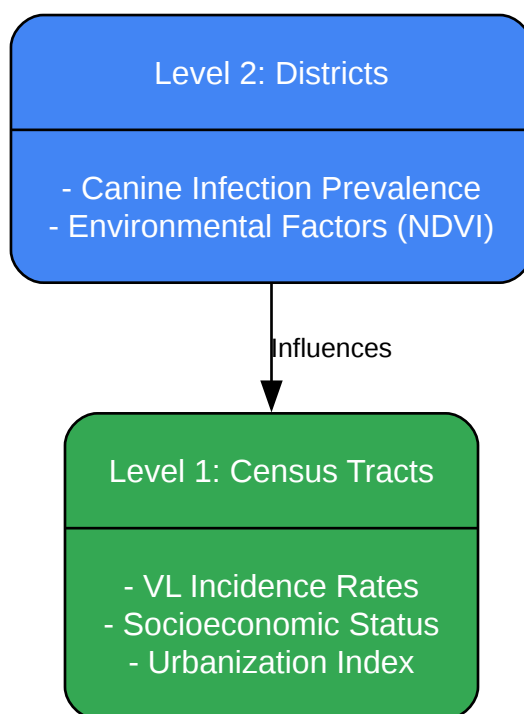 Level 2: Districts
- Canine Infection Prevalence
- Environmental Factors (NDVI)
Influences
Level 1: Census Tracts
- VL Incidence Rates
- Socioeconomic Status
- Urbanization Index